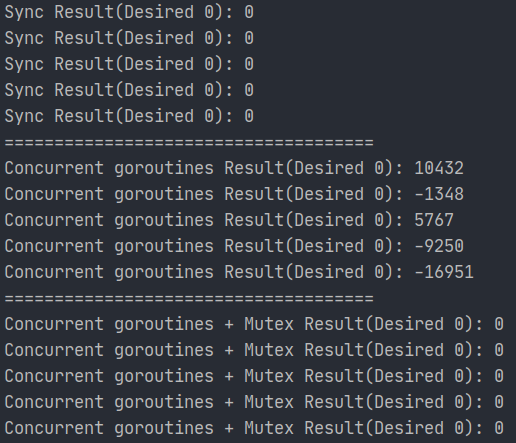 Sync Result(Desired 0): 0
Sync Result(Desired 0): 0
Sync Result(Desired 0): 0
Sync Result(Desired 0): 0
Sync Result(Desired 0): 0
=====================================
Concurrent goroutines Result(Desired 0): 10432
Concurrent goroutines Result(Desired 0): -1348
Concurrent goroutines Result(Desired 0): 5767
Concurrent goroutines Result(Desired 0): -9250
Concurrent goroutines Result(Desired 0): -16951
=====================================
Concurrent goroutines + Mutex Result(Desired 0): 0
Concurrent goroutines + Mutex Result(Desired 0): 0
Concurrent goroutines + Mutex Result(Desired 0): 0
Concurrent goroutines + Mutex Result(Desired 0): 0
Concurrent goroutines + Mutex Result(Desired 0): 0